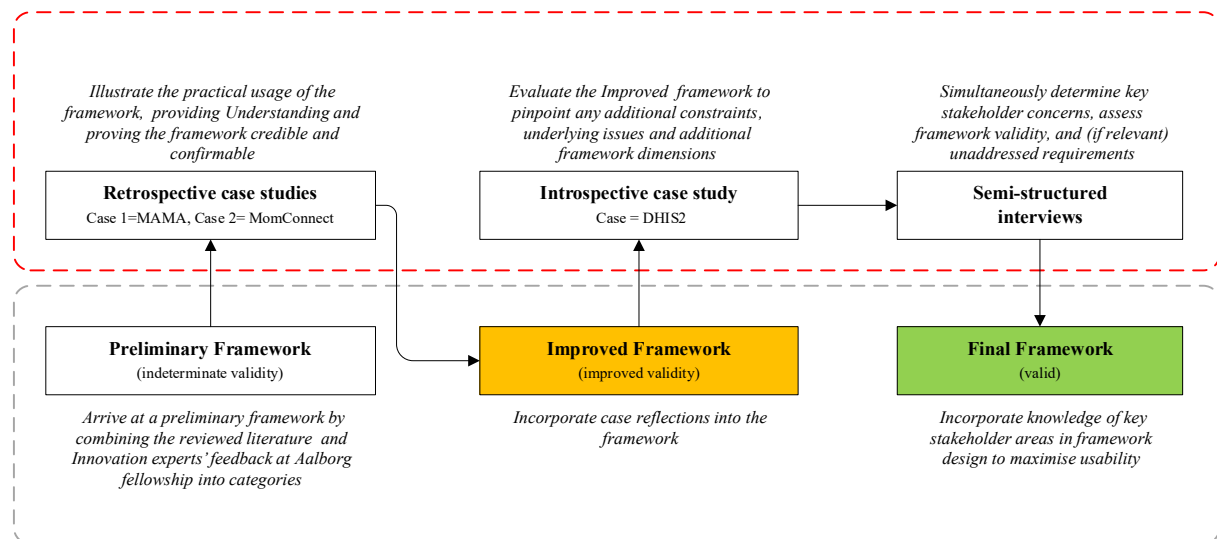 Illustrate the practical usage of the
framework,  providing Understanding and
proving the framework credible and
confirmable
Retrospective case studies
Case 1=MAMA, Case 2= MomConnect
Evaluate the Improved  framework to
pinpoint any additional constraints,
underlying issues and additional
framework dimensions
Introspective case study
Case = DHIS2
Simultaneously determine key
stakeholder concerns, assess
framework validity, and (if relevant)
unaddressed requirements
Semi-structured
interviews
Preliminary Framework
(indeterminate validity)
Arrive at a preliminary framework by
combining the reviewed literature  and
Innovation experts’ feedback at Aalborg
fellowship into categories
Improved Framework
(improved validity)
Incorporate case reflections into the
framework
Final Framework
(valid)
Incorporate knowledge of key
stakeholder areas in framework
design to maximise usability